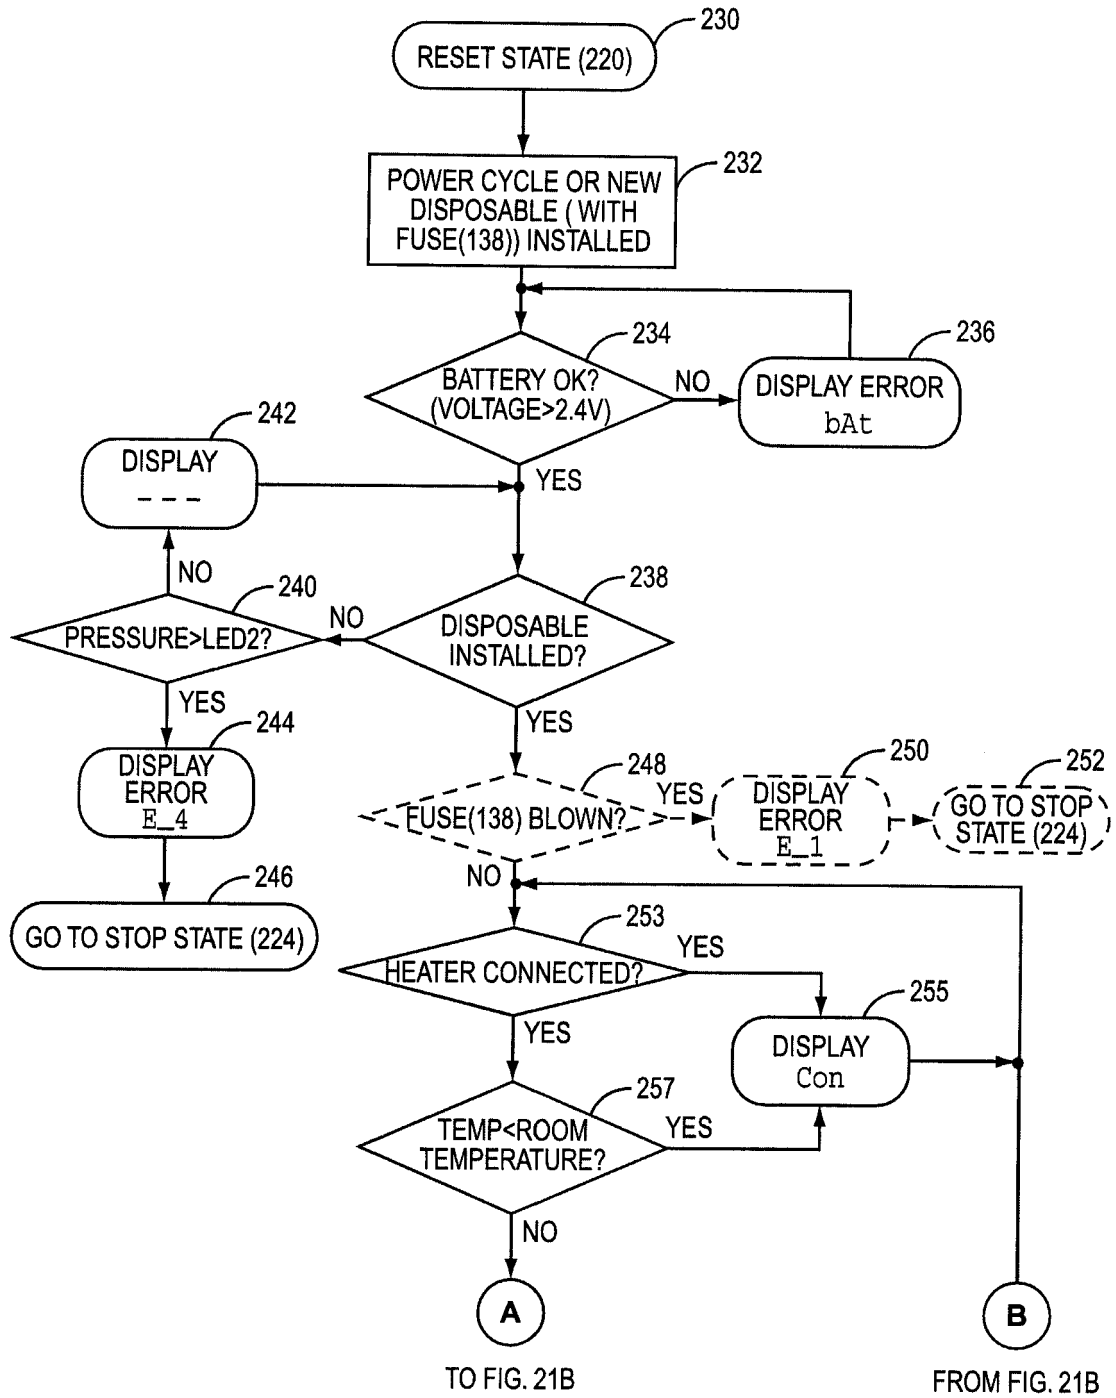 230
RESET STATE (220)
232
POWER CYCLE OR NEW
DISPOSABLE ( WITH
FUSE(138)) INSTALLED
234
BATTERY OK?
(VOLTAGE>2.4V)
NO
236
DISPLAY ERROR
bAt
YES
242
DISPLAY
– – –
NO
240
PRESSURE>LED2?
NO
238
DISPOSABLE
INSTALLED?
YES
244
DISPLAY
ERROR
E_4
246
GO TO STOP STATE (224)
YES
248
FUSE(138) BLOWN?
YES
250
DISPLAY
ERROR
E_1
252
GO TO STOP
STATE (224)
NO
253
HEATER CONNECTED?
YES
255
DISPLAY
Con
YES
257
TEMP<ROOM
TEMPERATURE?
YES
NO
A
TO FIG. 21B
B
FROM FIG. 21B